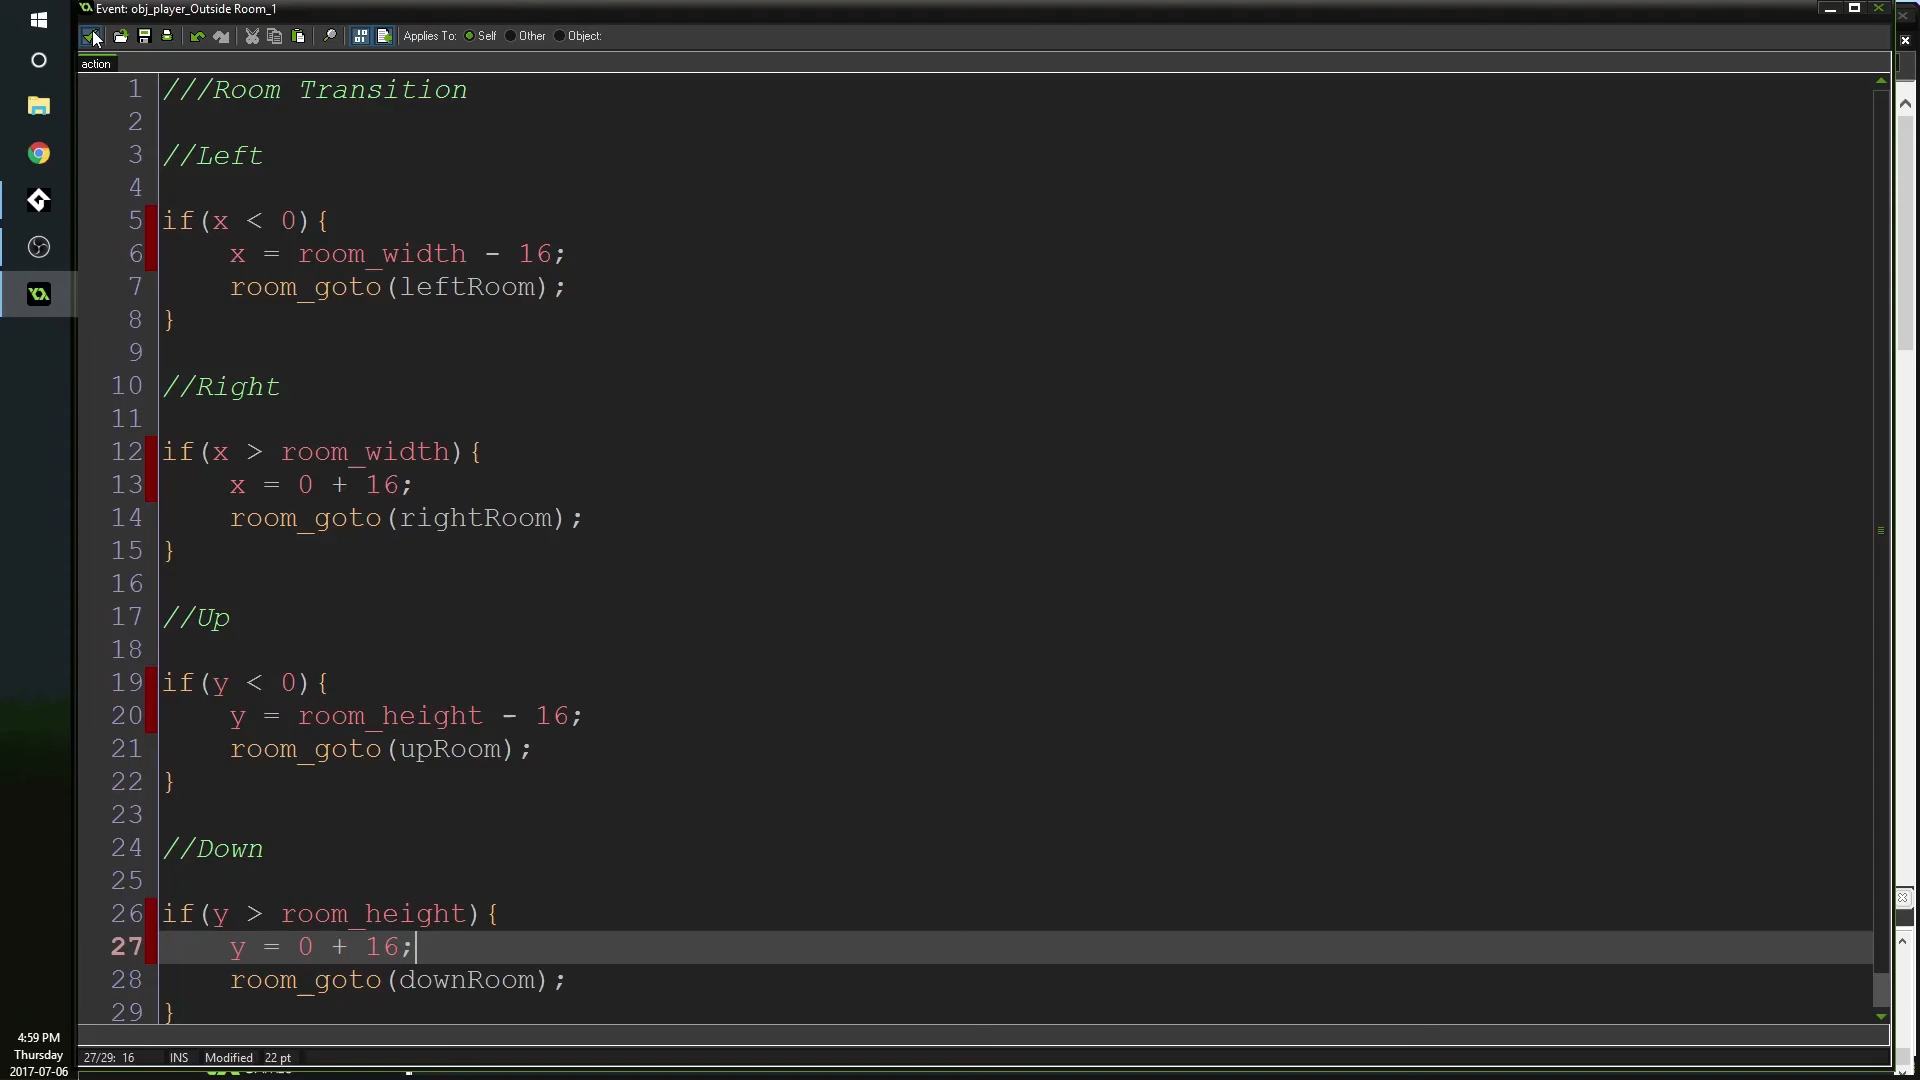 Event: obj_player_Outside Room_1
Applies To: Self Other Object:
action
1 ///Room Transition
2
3 //Left
4
5 if(x < 0){
6 x = room_width - 16;
7 room_goto(leftRoom);
8 }
9
10 //Right
11
12 if(x > room_width){
13 x = 0 + 16;
14 room_goto(rightRoom);
15 }
16
17 //Up
18
19 if(y < 0){
20 y = room_height - 16;
21 room_goto(upRoom);
22 }
23
24 //Down
25
26 if(y > room_height){
27 y = 0 + 16;
28 room_goto(downRoom);
29 }
27/29: 16 INS Modified 22 pt
4:59 PM
Thursday
2017-07-06